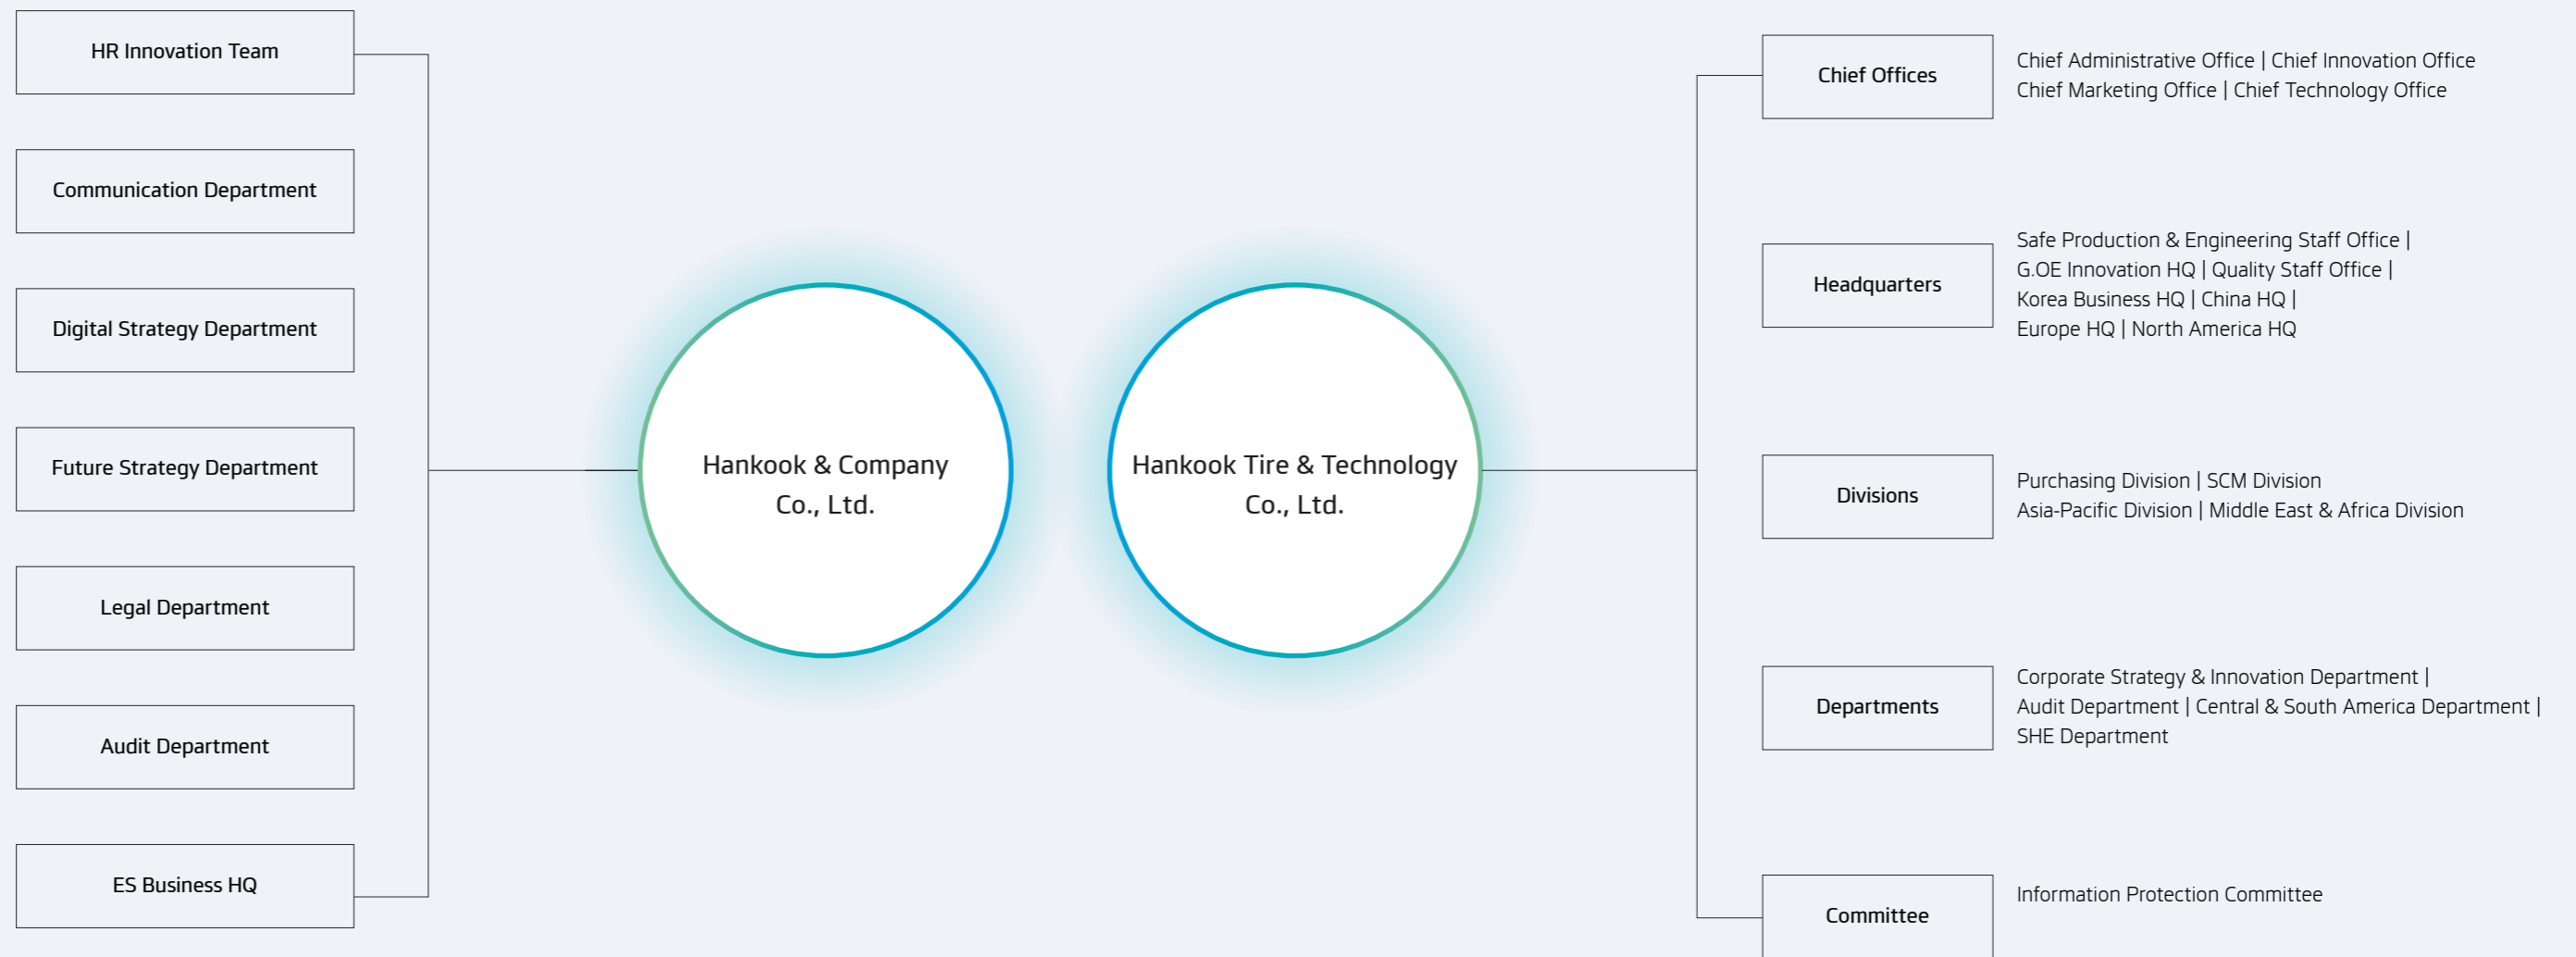 HR Innovation Team
Communication Department
Digital Strategy Department
Future Strategy Department
Legal Department
Audit Department
ES Business HQ
Hankook & Company
Co., Ltd.
Hankook Tire & Technology
Co., Ltd.
Chief Offices
Chief Administrative Office | Chief Innovation Office
Chief Marketing Office | Chief Technology Office
Headquarters
Safe Production & Engineering Staff Office |
G.OE Innovation HQ | Quality Staff Office |
Korea Business HQ | China HQ |
Europe HQ | North America HQ
Divisions
Purchasing Division | SCM Division
Asia-Pacific Division | Middle East & Africa Division
Departments
Corporate Strategy & Innovation Department |
Audit Department | Central & South America Department |
SHE Department
Committee
Information Protection Committee